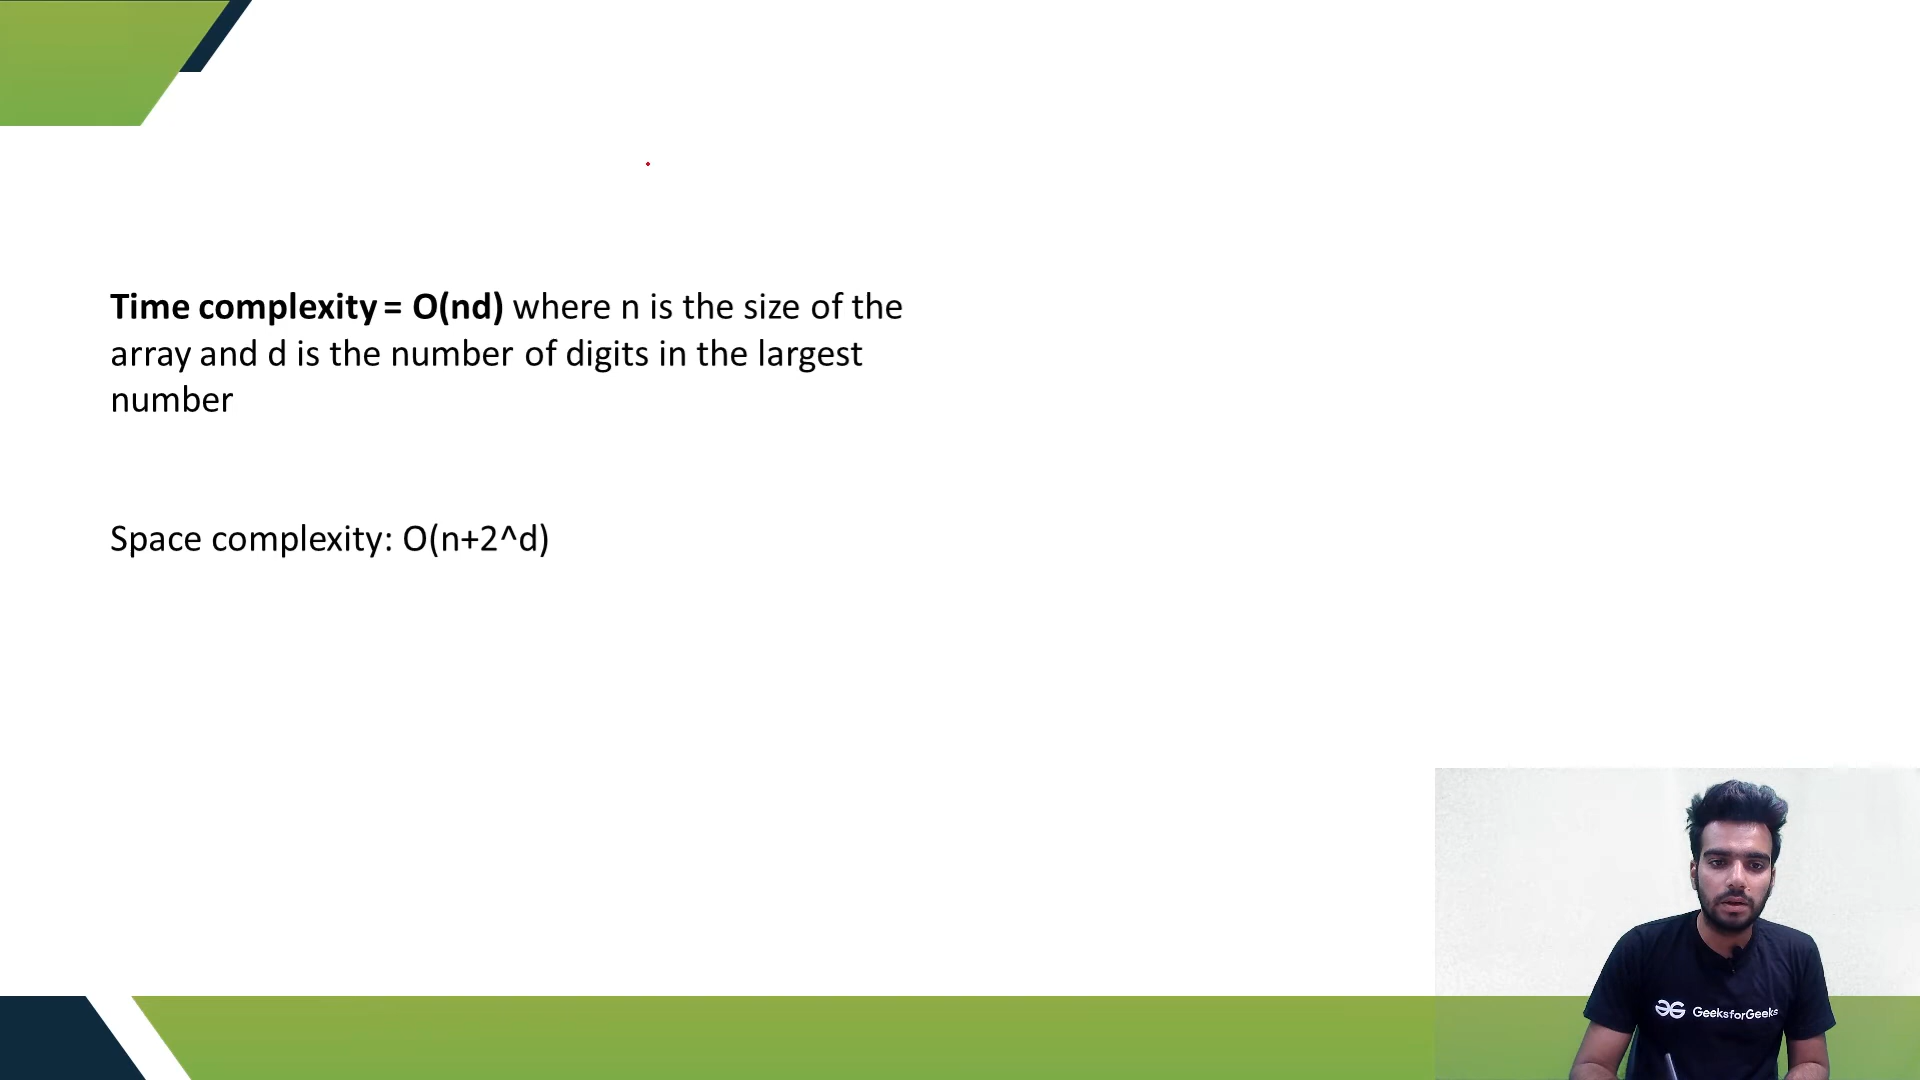 Time complexity = O(nd) where n is the size of the
array and d is the number of digits in the largest
number
Space complexity: O(n+2^d)
GeeksforGeeks